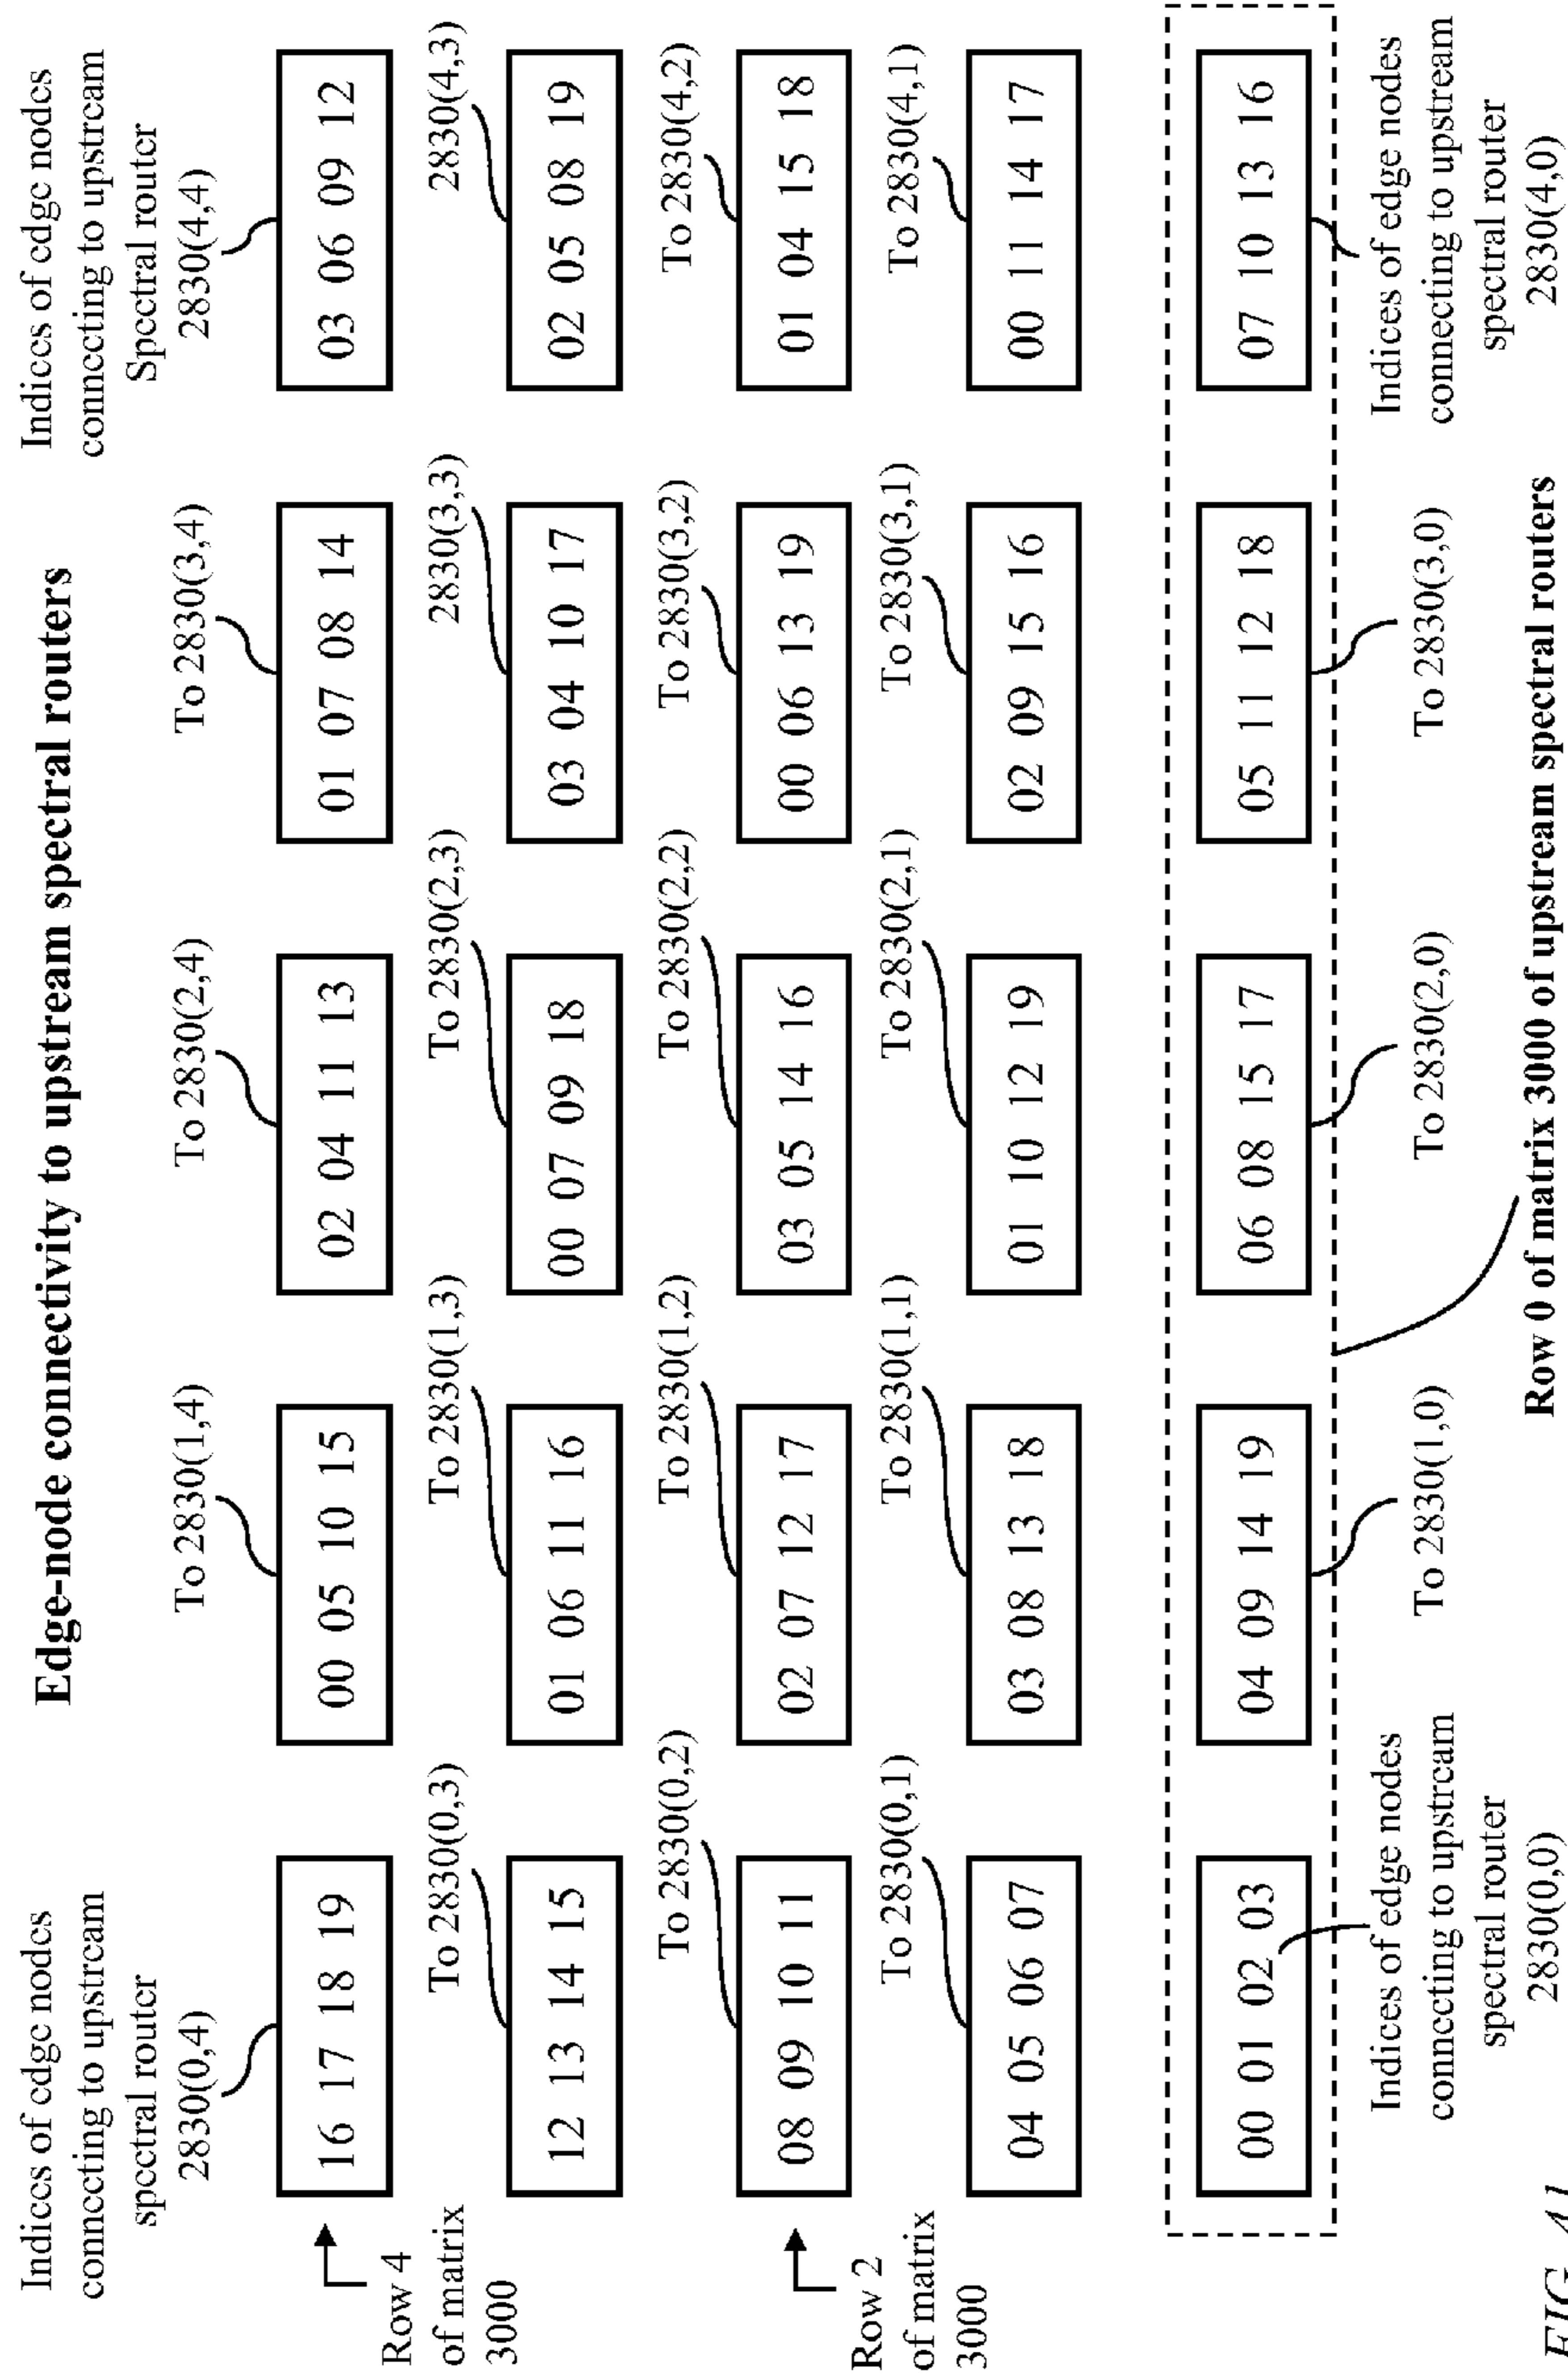 Edge-node connectivity to upstream spectral routers
Indices of edge nodes
connecting to upstream
spectral router
2830(0,4)
To 2830(1,4)
To 2830(2,4)
To 2830(3,4)
Indices of edge nodes
connecting to upstream
Spectral router
2830(4,4)
16 17 18 19
00 05 10 15
02 04 11 13
01 07 08 14
03 06 09 12
Row 4
of matrix
3000
To 2830(0,3)
To 2830(1,3)
To 2830(2,3)
2830(3,3)
2830(4,3)
12 13 14 15
01 06 11 16
00 07 09 18
03 04 10 17
02 05 08 19
To 2830(0,2)
To 2830(1,2)
To 2830(2,2)
To 2830(3,2)
To 2830(4,2)
08 09 10 11
02 07 12 17
03 05 14 16
00 06 13 19
01 04 15 18
Row 2
of matrix
3000
To 2830(0,1)
To 2830(1,1)
To 2830(2,1)
To 2830(3,1)
To 2830(4,1)
04 05 06 07
03 08 13 18
01 10 12 19
02 09 15 16
00 11 14 17
00 01 02 03
04 09 14 19
06 08 15 17
05 11 12 18
07 10 13 16
Indices of edge nodes
connecting to upstream
spectral router
2830(0,0)
To 2830(1,0)
To 2830(2,0)
To 2830(3,0)
Indices of edge nodes
connecting to upstream
spectral router
2830(4,0)
Row 0 of matrix 3000 of upstream spectral routers
FIG. 41